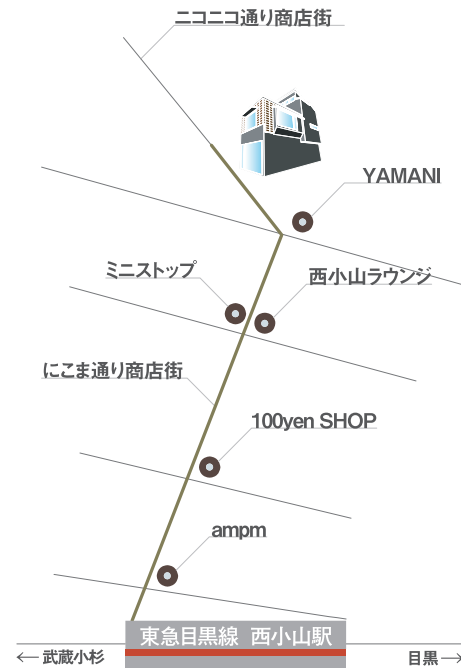 ニコニコ通り商店街
YAMANI
ミニストップ
西小山ラウンジ
にこま通り商店街
100yen SHOP
ampm
東急目黒線 西小山駅
←武蔵小杉
目黒→